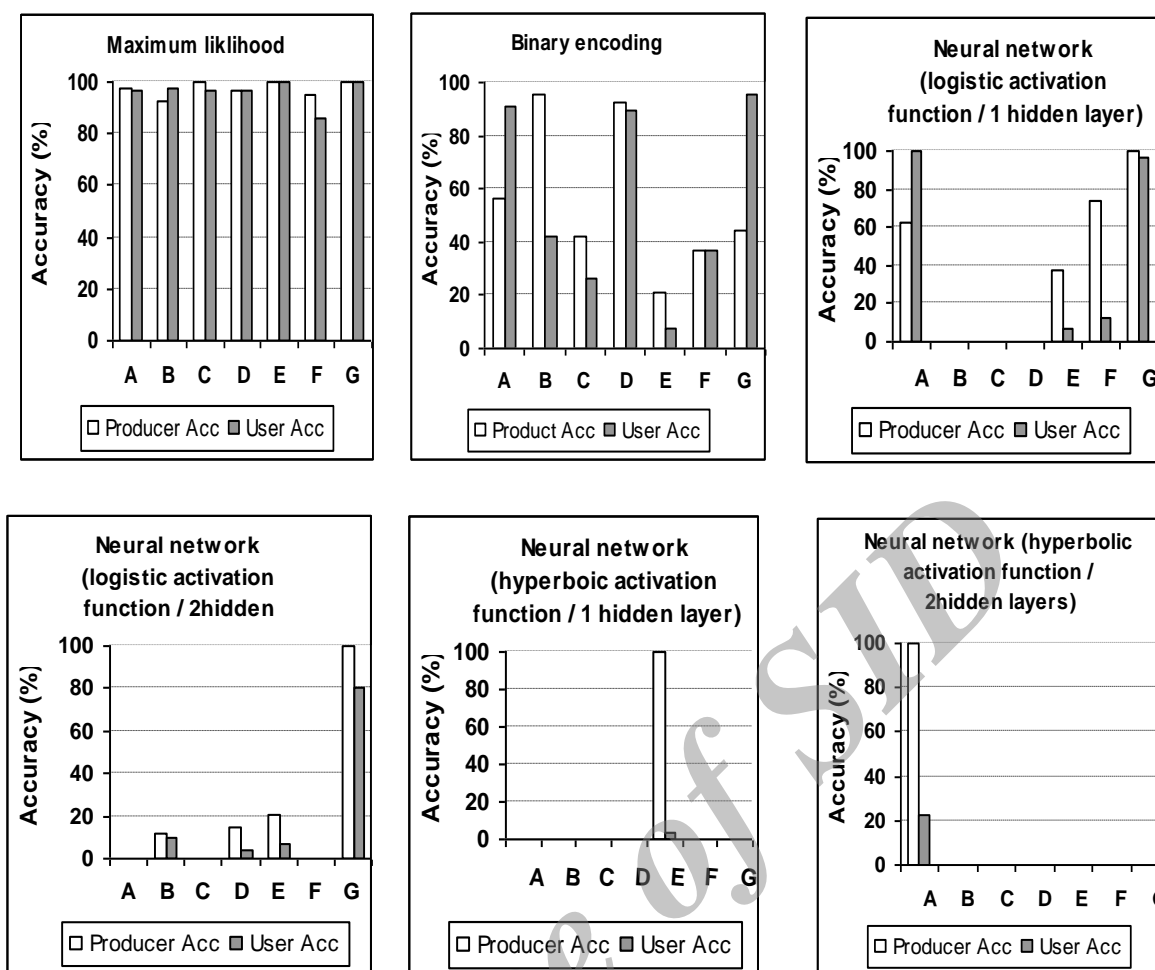 Maximum liklihood
Accuracy (%)
100
80
60
40
20
0
A B C D E F G
Producer Acc User Acc
Binary encoding
Accuracy (%)
100
80
60
40
20
0
A B C D E F G
Product Acc User Acc
Neural network
(logistic activation
function / 1 hidden layer)
Accuracy (%)
100
80
60
40
20
0
A B C D E F G
Producer Acc User Acc
Neural network
(logistic activation
function / 2hidden
Accuracy (%)
100
80
60
40
20
0
A B C D E F G
Producer Acc User Acc
Neural network
(hyperboic activation
function / 1 hidden layer)
Accuracy (%)
100
80
60
40
20
0
A B C D E F G
Producer Acc User Acc
Neural network (hyperbolic
activation function /
2hidden layers)
Accuracy (%)
100
80
60
40
20
0
A B C D E F
Producer Acc User Acc
e of SID